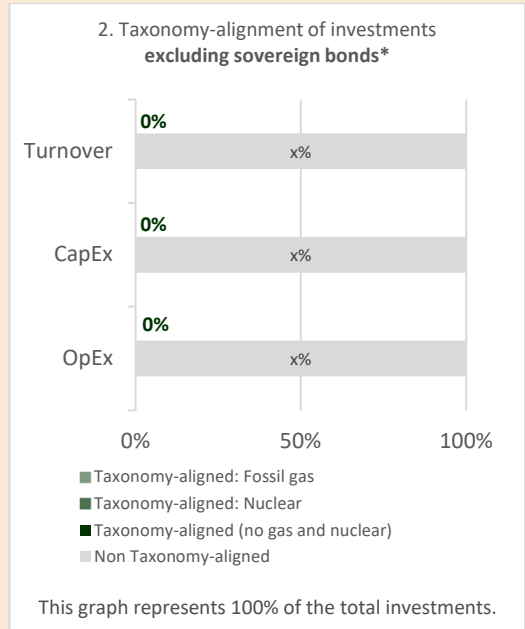 2. Taxonomy-alignment of investments
excluding sovereign bonds*
0%
Turnover
x%
0%
CapEx
x%
0%
OpEx
x%
0% 50% 100%
Taxonomy-aligned: Fossil gas
Taxonomy-aligned: Nuclear
Taxonomy-aligned (no gas and nuclear)
Non Taxonomy-aligned
This graph represents 100% of the total investments.